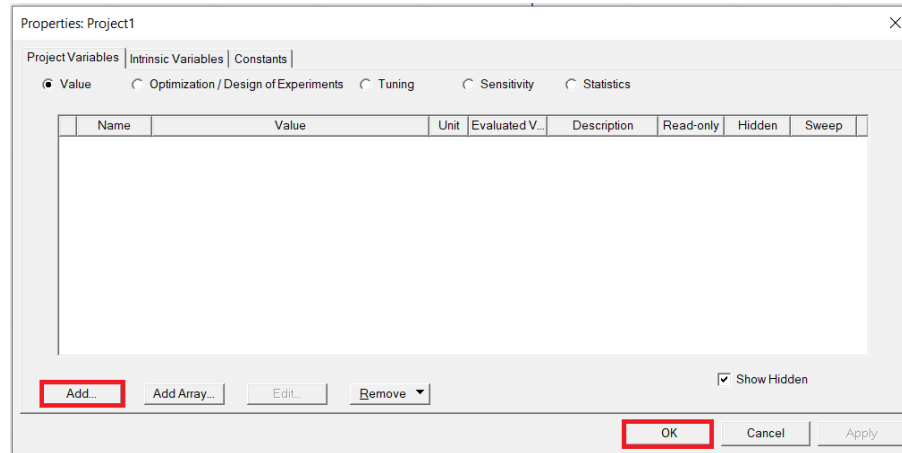 Properties: Project1
Project Variables Intrinsic Variables Constants
Value Optimization / Design of Experiments Tuning Sensitivity Statistics
Name Value Unit Evaluated V... Description Read-only Hidden Sweep
Show Hidden
Add... Add Array... Edit... Remove
OK Cancel Apply